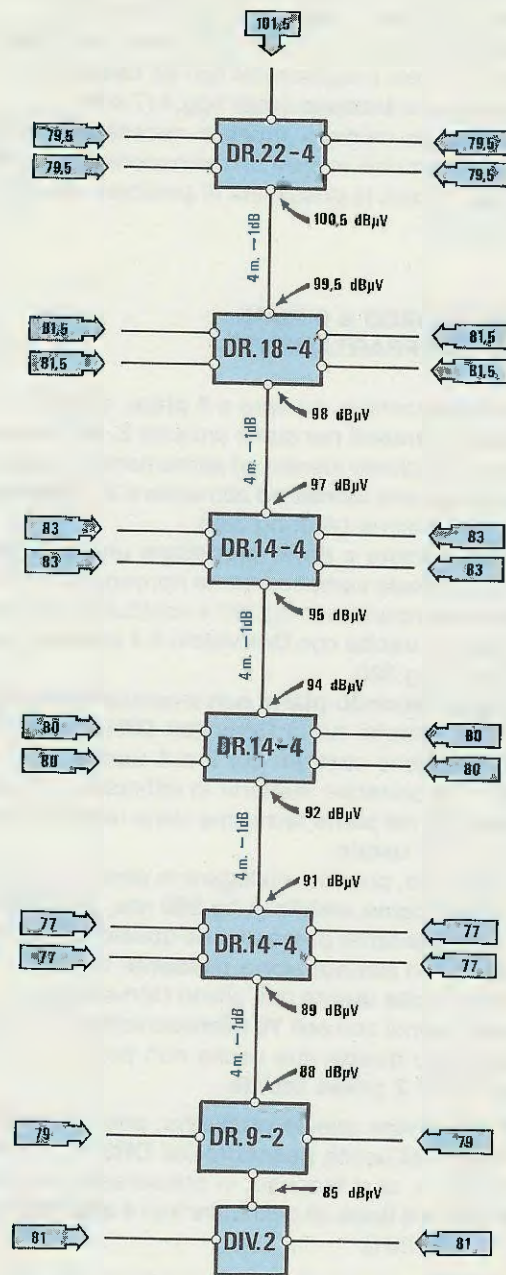 101,5
79,5
79,5
DR.22-4
79,5
79,5
100,5 dBµV
4 m. -1dB
99,5 dBµV
81,5
81,5
DR.18-4
81,5
81,5
98 dBµV
4 m. -1dB
97 dBµV
83
83
DR.14-4
83
83
95 dBµV
4 m. -1dB
94 dBµV
80
80
DR.14-4
80
80
92 dBµV
4 m. -1dB
91 dBµV
77
77
DR.14-4
77
77
89 dBµV
4 m. -1dB
88 dBµV
79
DR.9-2
79
85 dBµV
81
DIV.2
81